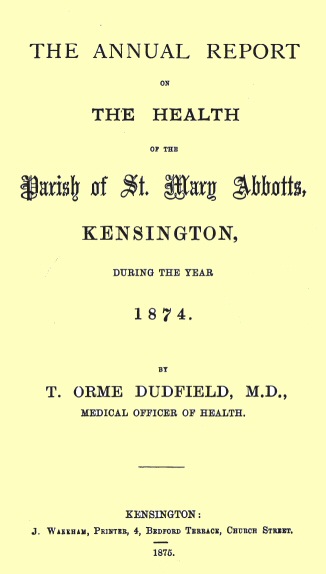 THE ANNUAL REPORT
ON
THE HEALTH
OF THE
Parish of St. Mary Abbotts,
KENSINGTON,
DURING THE YEAR
1874.
BY
T. ORME DUDFIELD, M.D.,
MEDICAL OFFICER OF HEALTH.
KENSINGTON:
J. WAKEHAM, PRINTER, 4, BEDFORD TERRACE, CHURCH STREET.
1875.